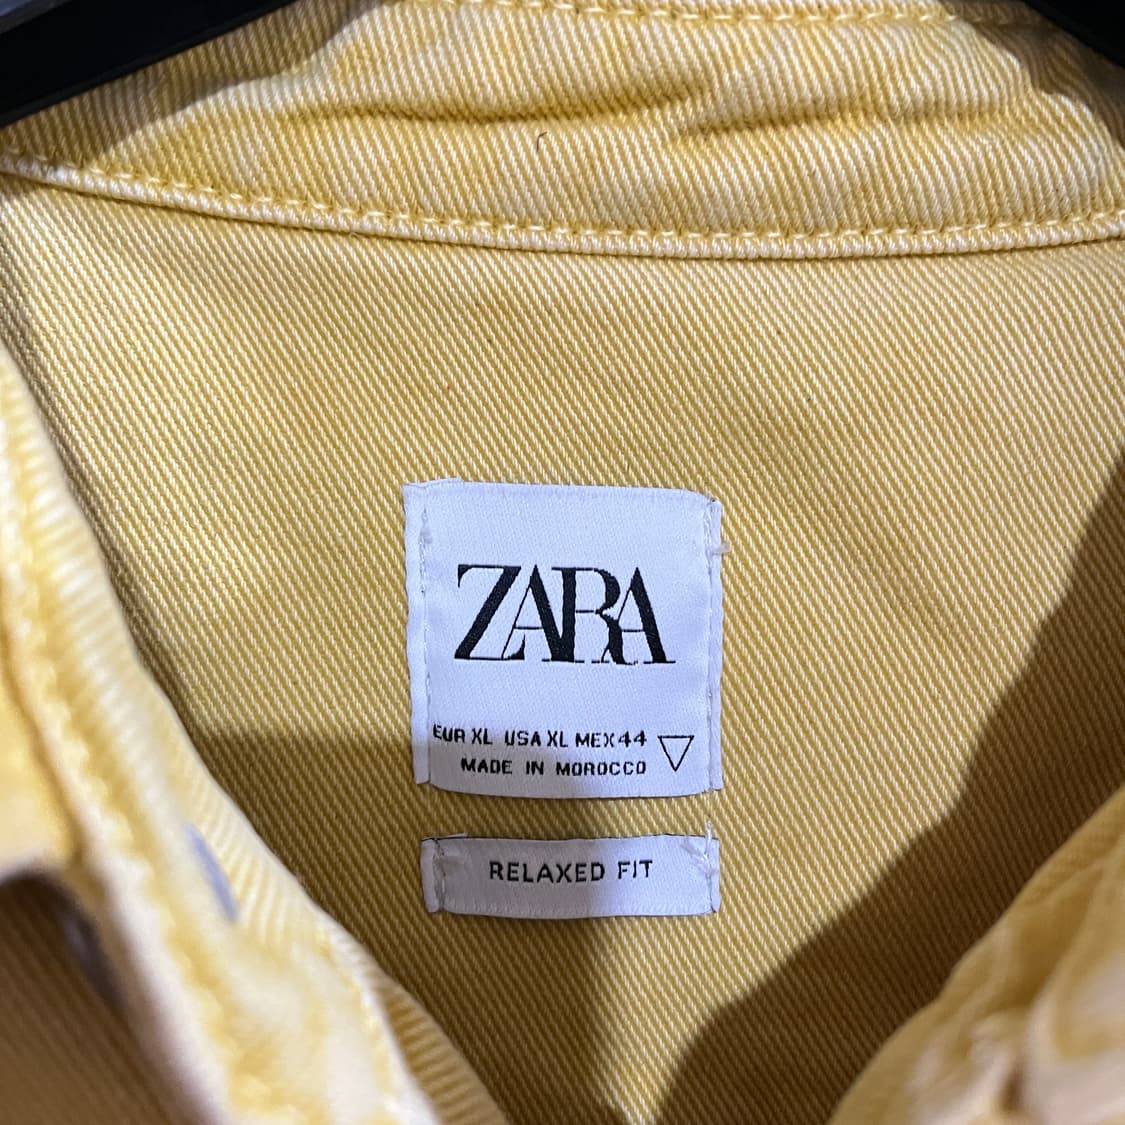 ZARA
EUR XL USA XL MEX 44
MADE IN MOROCCO
RELAXED FIT